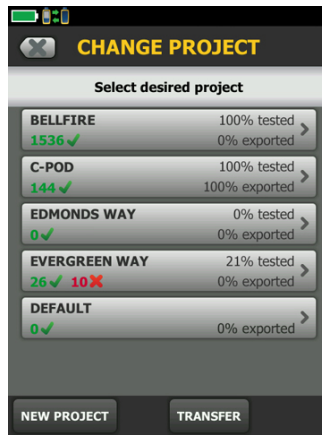 CHANGE PROJECT
Select desired project
BELLFIRE 100% tested
1536 0% exported
C-POD 100% tested
144 100% exported
EDMONDS WAY 0% tested
0 0% exported
EVERGREEN WAY 21% tested
26 10 0% exported
DEFAULT
0 0% exported
NEW PROJECT TRANSFER